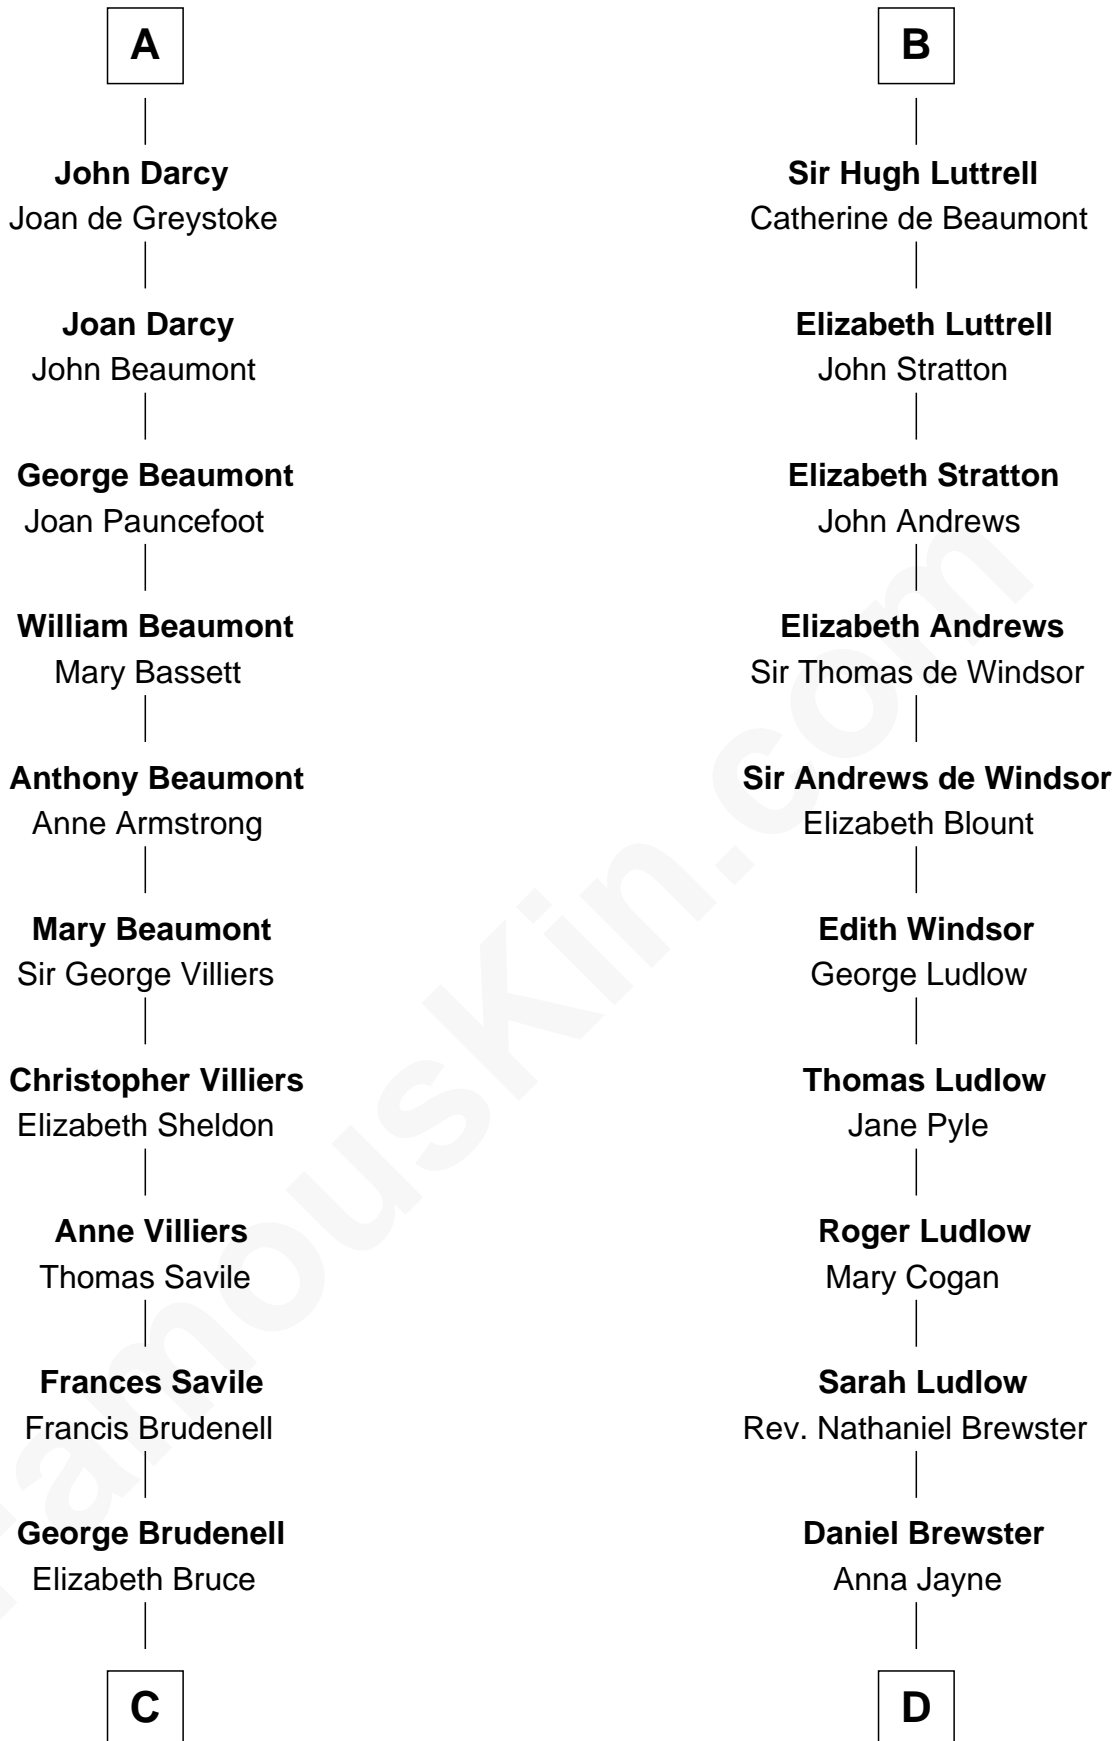 A
John Darcy
Joan de Greystoke
Joan Darcy
John Beaumont
George Beaumont
Joan Pauncefoot
William Beaumont
Mary Bassett
Anthony Beaumont
Anne Armstrong
Mary Beaumont
Sir George Villiers
Christopher Villiers
Elizabeth Sheldon
Anne Villiers
Thomas Savile
Frances Savile
Francis Brudenell
George Brudenell
Elizabeth Bruce
C
B
Sir Hugh Luttrell
Catherine de Beaumont
Elizabeth Luttrell
John Stratton
Elizabeth Stratton
John Andrews
Elizabeth Andrews
Sir Thomas de Windsor
Sir Andrews de Windsor
Elizabeth Blount
Edith Windsor
George Ludlow
Thomas Ludlow
Jane Pyle
Roger Ludlow
Mary Cogan
Sarah Ludlow
Rev. Nathaniel Brewster
Daniel Brewster
Anna Jayne
D
FamousKin.com